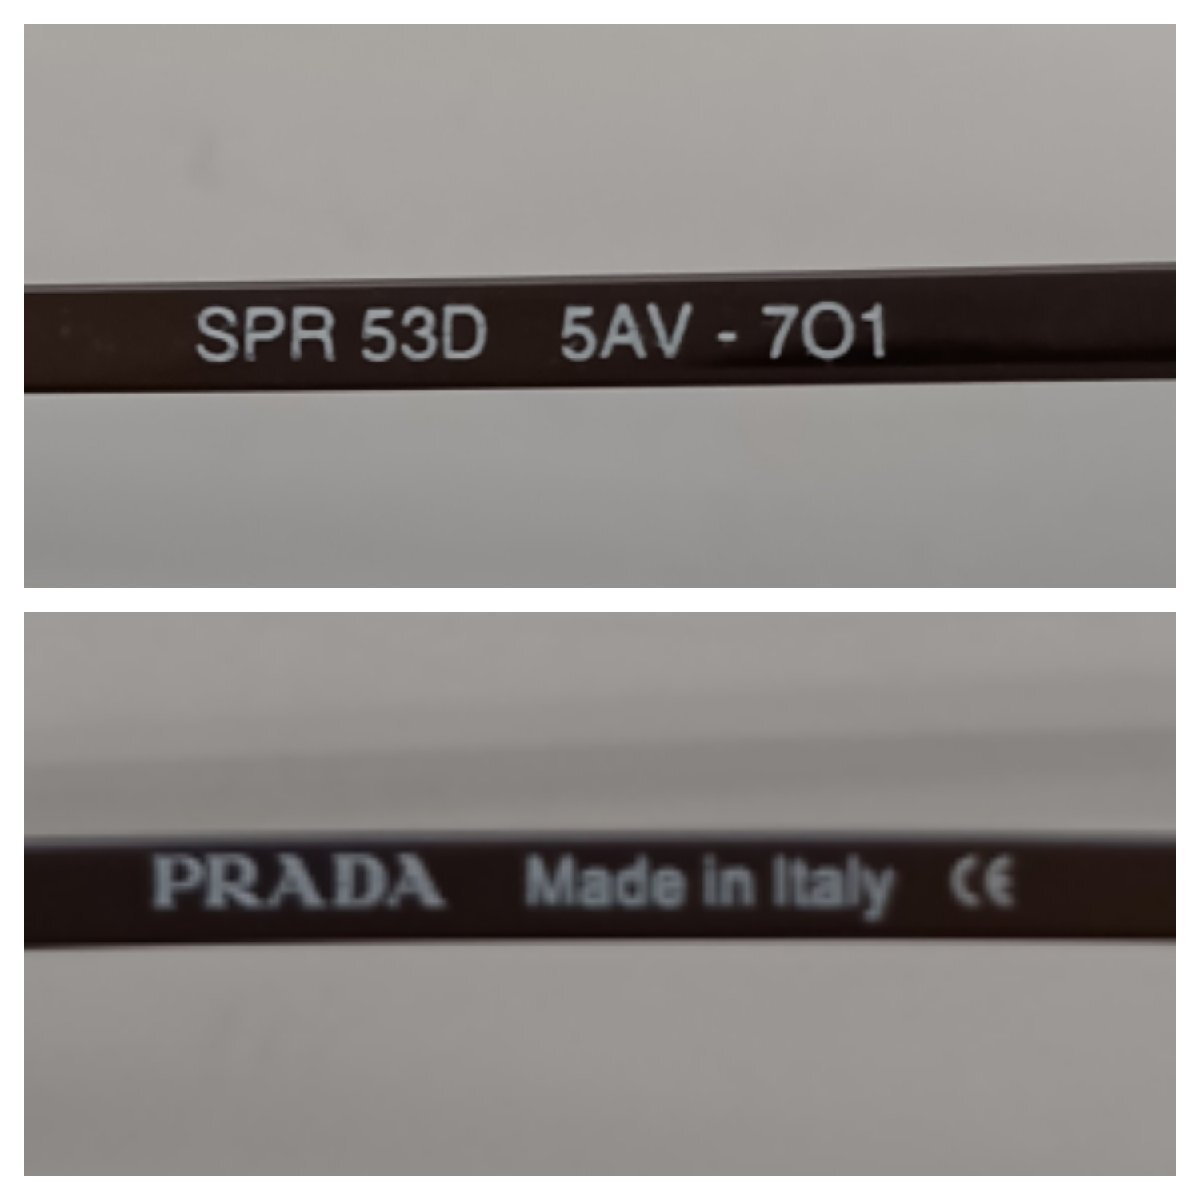 SPR 53D 5AV - 7O1
PRADA Made in Italy CE